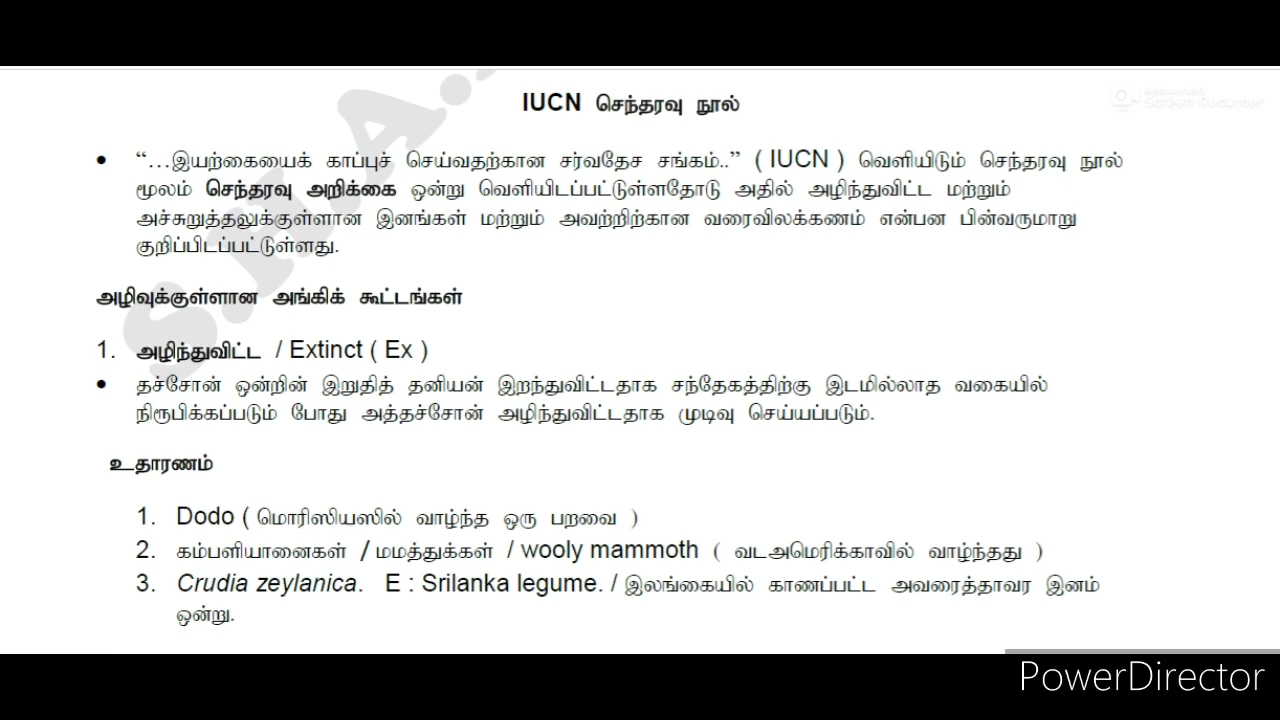 IUCN செந்தரவு நூல்
Apowersoft
Screen Recorder
• “...இயற்கையைக் காப்புச் செய்வதற்கான சர்வதேச சங்கம்..” ( IUCN ) வெளியிடும் செந்தரவு நூல்
மூலம் செந்தரவு அறிக்கை ஒன்று வெளியிடப்பட்டுள்ளதோடு அதில் அழிந்துவிட்ட மற்றும்
அச்சுறுத்தலுக்குள்ளான இனங்கள் மற்றும் அவற்றிற்கான வரைவிலக்கணம் என்பன பின்வருமாறு
குறிப்பிடப்பட்டுள்ளது.
அழிவுக்குள்ளான அங்கிக் கூட்டங்கள்
1. அழிந்துவிட்ட / Extinct ( Ex )
• தச்சோன் ஒன்றின் இறுதித் தனியன் இறந்துவிட்டதாக சந்தேகத்திற்கு இடமில்லாத வகையில்
நிரூபிக்கப்படும் போது அத்தச்சோன் அழிந்துவிட்டதாக முடிவு செய்யப்படும்.
உதாரணம்
1. Dodo ( மொரிஸியஸில் வாழ்ந்த ஒரு பறவை )
2. கம்பளியானைகள் / மமத்துக்கள் / wooly mammoth ( வடஅமெரிக்காவில் வாழ்ந்தது )
3. Crudia zeylanica. E : Srilanka legume. / இலங்கையில் காணப்பட்ட அவரைத்தாவர இனம்
ஒன்று.
PowerDirector